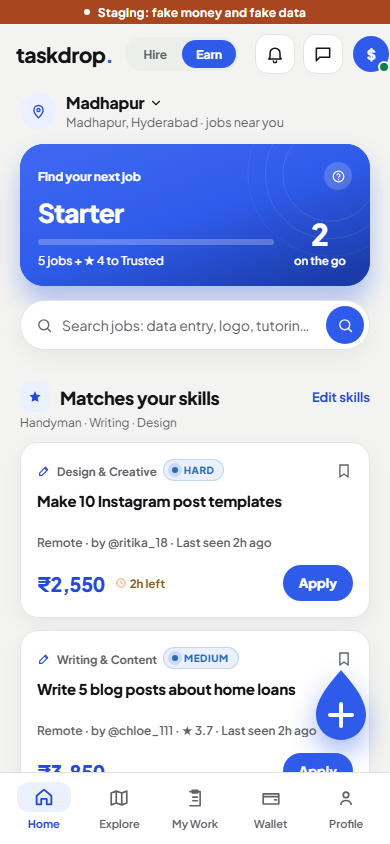 Staging: fake money and fake data
taskdrop.
Hire
Earn
$
Madhapur
Madhapur, Hyderabad · jobs near you
Find your next job
Starter
5 jobs + ★ 4 to Trusted
2
on the go
Search jobs: data entry, logo, tutorin...
Matches your skills
Edit skills
Handyman · Writing · Design
Design & Creative
HARD
Make 10 Instagram post templates
Remote · by @ritika_18 · Last seen 2h ago
₹2,550
2h left
Apply
Writing & Content
MEDIUM
Write 5 blog posts about home loans
Remote · by @chloe_111 · ★ 3.7 · Last seen 2h ago
₹3,850
Apply
Home
Explore
My Work
Wallet
Profile